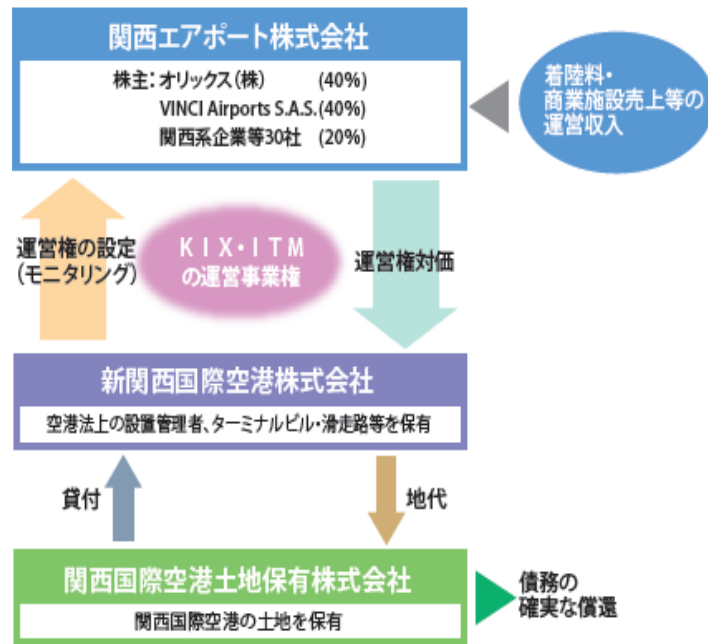 関西エアポート株式会社
株主：オリックス（株） (40%)
VINCI Airports S.A.S.(40%)
関西系企業等30社 (20%)
着陸料・
商業施設売上等の
運営収入
運営権の設定
(モニタリング)
ＫＩＸ・ＩＴＭ
の運営事業権
運営権対価
新関西国際空港株式会社
空港法上の設置管理者、ターミナルビル・滑走路等を保有
貸付
地代
関西国際空港土地保有株式会社
関西国際空港の土地を保有
債務の
確実な償還